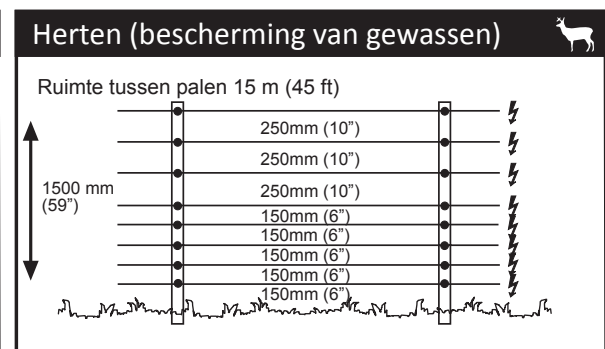 Herten (bescherming van gewassen)
Ruimte tussen palen 15 m (45 ft)
250mm (10”)
250mm (10”)
1500 mm
(59”)
250mm (10”)
150mm (6”)
150mm (6”)
150mm (6”)
150mm (6”)
150mm (6”)